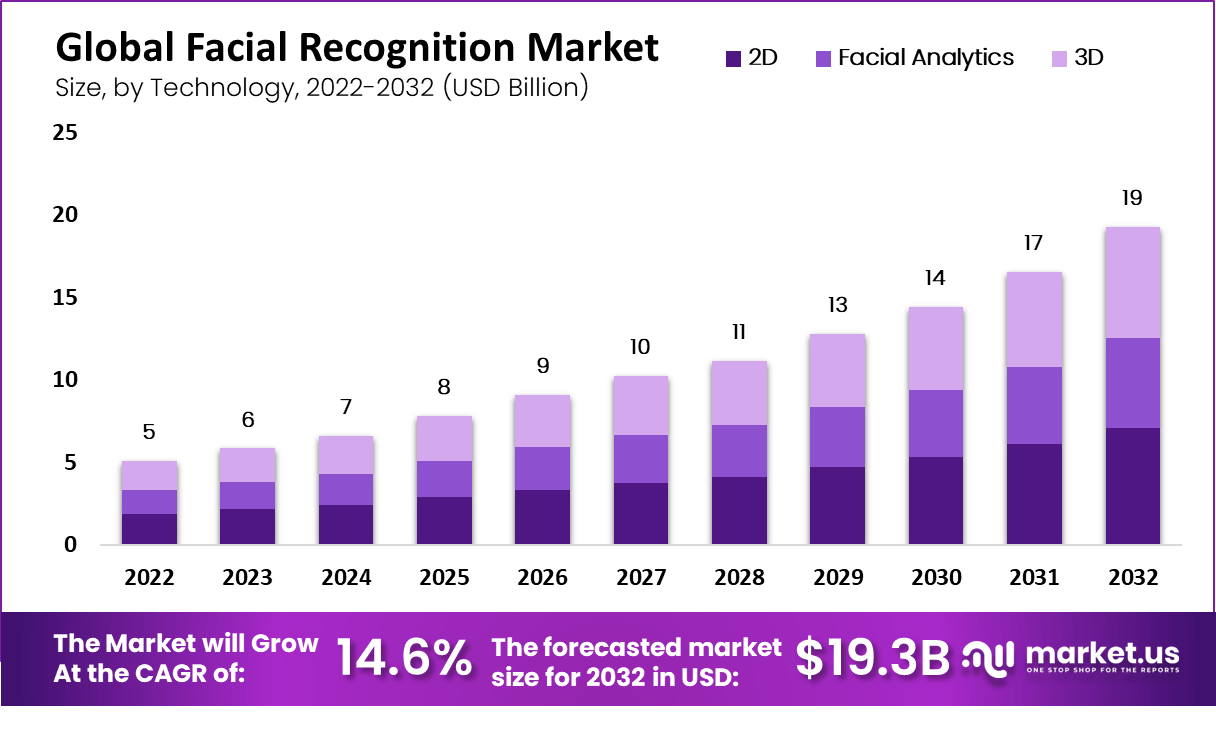 Global Facial Recognition Market
Size, by Technology, 2022-2032 (USD Billion)
2D Facial Analytics 3D
25
20
15
10
5
0
5 6 7 8 9 10 11 13 14 17 19
2022 2023 2024 2025 2026 2027 2028 2029 2030 2031 2032
The Market will Grow
At the CAGR of:
14.6%
The forecasted market
size for 2032 in USD:
$19.3B
market.us
ONE STOP SHOP FOR THE REPORTS